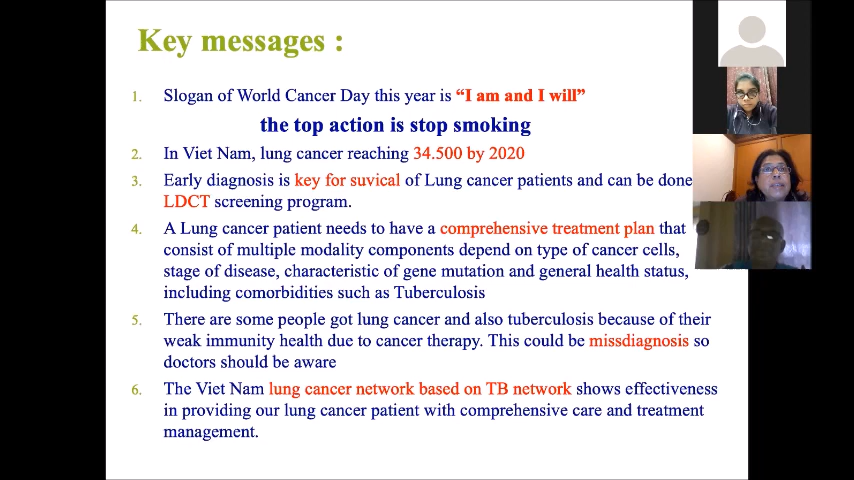 Key messages :
1. Slogan of World Cancer Day this year is “I am and I will”
the top action is stop smoking
2. In Viet Nam, lung cancer reaching 34.500 by 2020
3. Early diagnosis is key for suvical of Lung cancer patients and can be done
LDCT screening program.
4. A Lung cancer patient needs to have a comprehensive treatment plan that
consist of multiple modality components depend on type of cancer cells,
stage of disease, characteristic of gene mutation and general health status,
including comorbidities such as Tuberculosis
5. There are some people got lung cancer and also tuberculosis because of their
weak immunity health due to cancer therapy. This could be missdiagnosis so
doctors should be aware
6. The Viet Nam lung cancer network based on TB network shows effectiveness
in providing our lung cancer patient with comprehensive care and treatment
management.